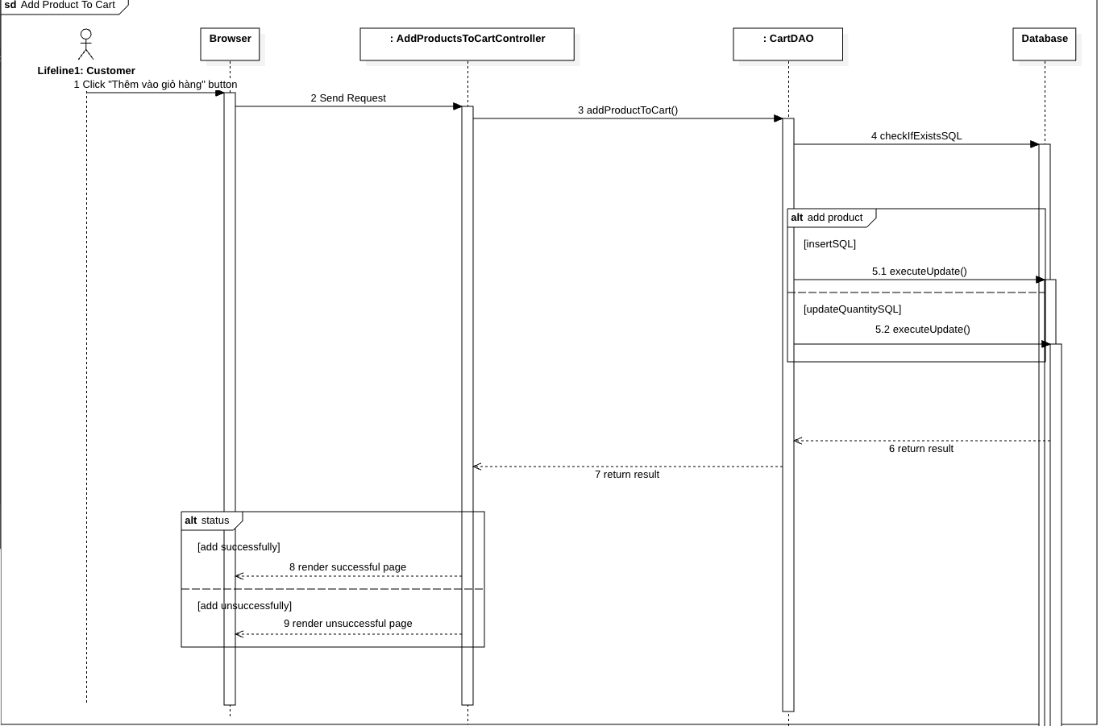 sd Add Product To Cart
Browser
: AddProductsToCartController
: CartDAO
Database
Lifeline1: Customer
1 Click "Thêm vào giỏ hàng" button
2 Send Request
3 addProductToCart()
4 checkIfExistsSQL
alt add product
[insertSQL]
5.1 executeUpdate()
[updateQuantitySQL]
5.2 executeUpdate()
6 return result
7 return result
alt status
[add successfully]
8 render successful page
[add unsuccessfully]
9 render unsuccessful page